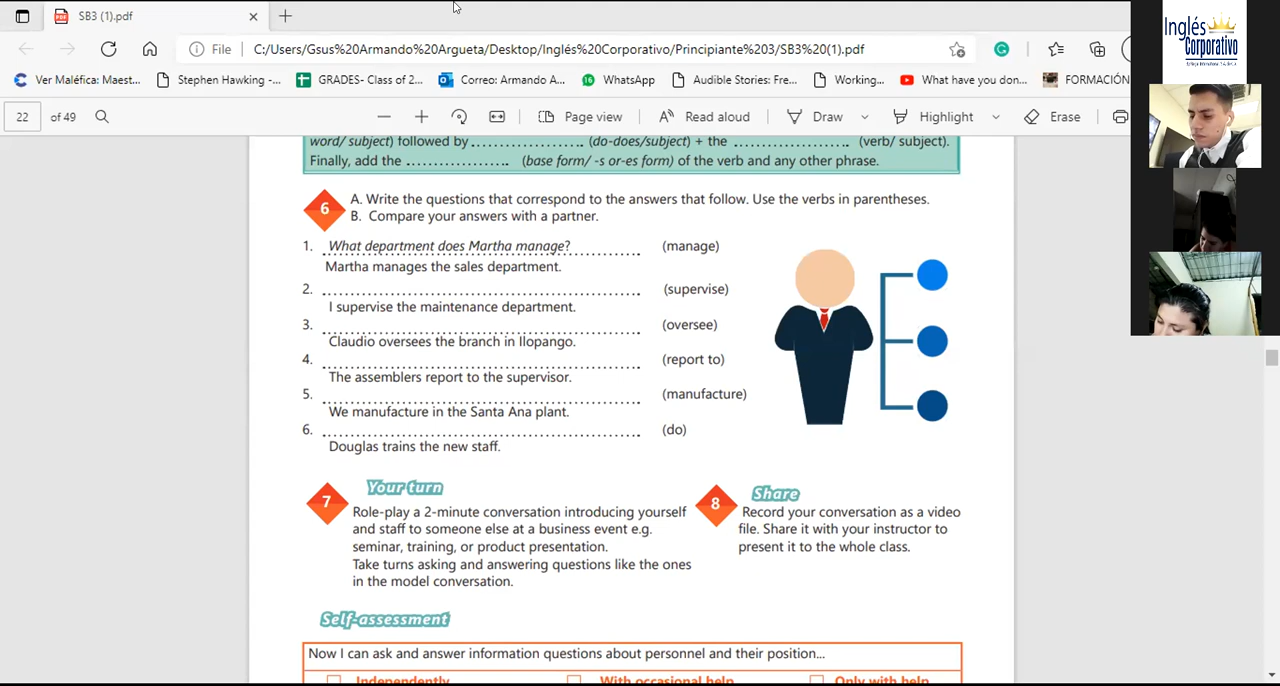 SB3 (1).pdf
File C:/Users/Gsus%20Armando%20Argueta/Desktop/Inglés%20Corporativo/Principiante%203/SB3%20(1).pdf
Ver Maléfica: Maest... Stephen Hawking -... GRADES- Class of 2... Correo: Armando A... WhatsApp Audible Stories: Fre... Working... What have you don... FORMACIÓN
22 of 49 Page view Read aloud Draw Highlight Erase
word/ subject) followed by (do-does/subject) + the (verb/ subject).
Finally, add the (base form/ -s or-es form) of the verb and any other phrase.
6 A. Write the questions that correspond to the answers that follow. Use the verbs in parentheses.
B. Compare your answers with a partner.
1. What department does Martha manage? (manage)
Martha manages the sales department.
2. (supervise)
I supervise the maintenance department.
3. (oversee)
Claudio oversees the branch in Ilopango.
4. (report to)
The assemblers report to the supervisor.
5. (manufacture)
We manufacture in the Santa Ana plant.
6. (do)
Douglas trains the new staff.
7 Your turn
Role-play a 2-minute conversation introducing yourself
and staff to someone else at a business event e.g.
seminar, training, or product presentation.
Take turns asking and answering questions like the ones
in the model conversation.
8 Share
Record your conversation as a video
file. Share it with your instructor to
present it to the whole class.
Self-assessment
Now I can ask and answer information questions about personnel and their position...
Independently With occasional help Only with help
Inglés
Corporativo